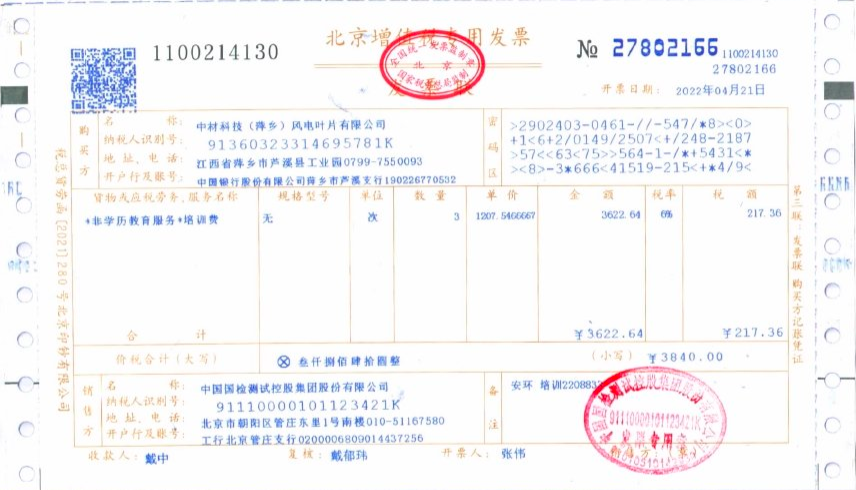 1100214130
北京增值税专用发票
全国统一发票监制章
北京
国家税务总局监制
发票联
№ 27802166
1100214130
27802166
开票日期: 2022年04月21日
购买方
名称: 中材科技（萍乡）风电叶片有限公司
纳税人识别号: 91360323314695781K
地址、电话: 江西省萍乡市芦溪县工业园0799-7550093
开户行及账号: 中国银行股份有限公司萍乡市芦溪支行190226770532
密码区
>2902403-0461-//-547/*8><0>
+1<6+2/0149/2507<+/248-2187
>57<<63<75>>564-1-/*+5431<*
><8>-3*666<41519-215<+*4/9<
货物或应税劳务、服务名称 规格型号 单位 数量 单价 金额 税率 税额
*非学历教育服务*培训费 无 次 3 1207.5466667 3622.64 6% 217.36
合计 ￥3622.64 ￥217.36
价税合计（大写） ⊗ 叁仟捌佰肆拾圆整 （小写） ￥3840.00
销售方
名称: 中国国检测试控股集团股份有限公司
纳税人识别号: 91110000101123421K
地址、电话: 北京市朝阳区管庄东里1号南楼010-51167580
开户行及账号: 工行北京管庄支行0200006809014437256
备注
安环 培训220883
中国国检测试控股集团股份有限公司
91110000101123421K
发票专用章
收款人: 戴中 复核: 戴郁玮 开票人: 张伟
税总货劳函[2021]280号北京印钞有限公司
第三联:发票联 购买方记账凭证